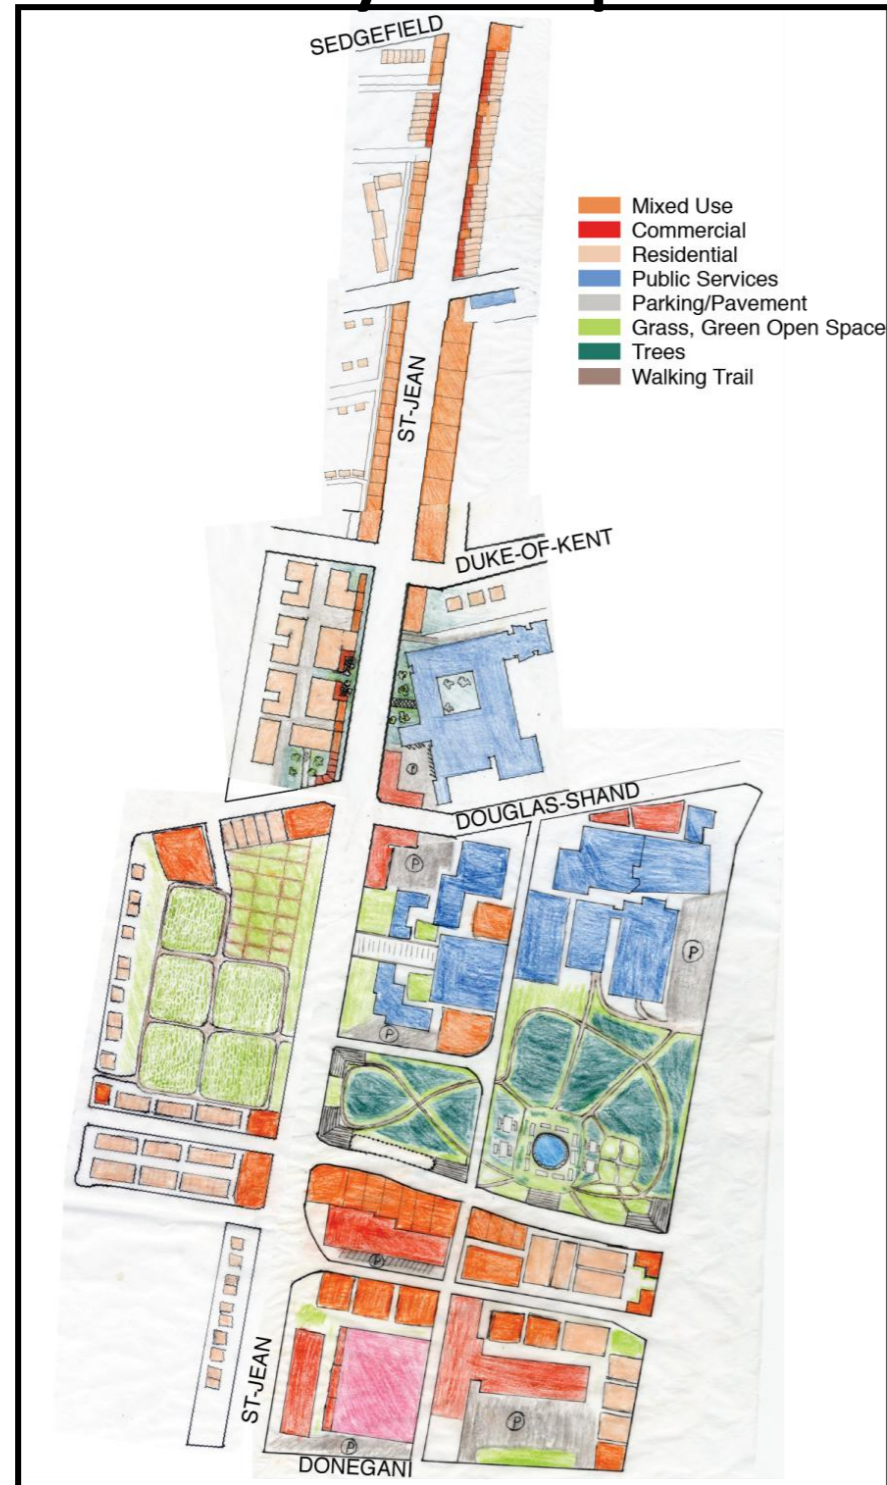 SEDGEFIELD
Mixed Use
Commercial
Residential
Public Services
Parking/Pavement
Grass, Green Open Space
Trees
Walking Trail
ST-JEAN
DUKE-OF-KENT
P
DOUGLAS-SHAND
P
P
P
P
ST-JEAN
P
P
DONEGANI